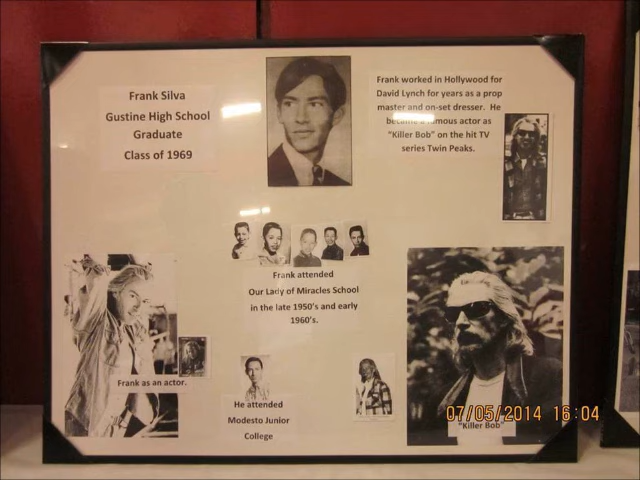 Frank Silva
Gustine High School
Graduate
Class of 1969
Frank worked in Hollywood for
David Lynch for years as a prop
master and on-set dresser. He
became a famous actor as
"Killer Bob" on the hit TV
series Twin Peaks.
Frank attended
Our Lady of Miracles School
in the late 1950's and early
1960's.
Frank as an actor.
He attended
Modesto Junior
College
"Killer Bob"
07/05/2014 16:04